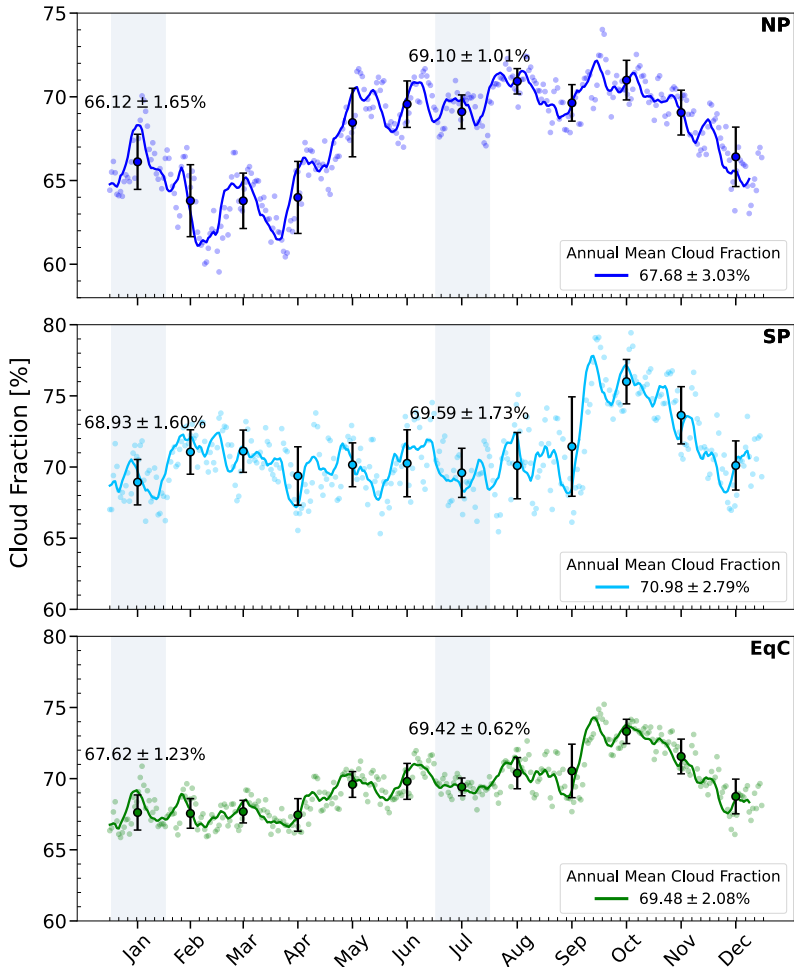 Cloud Fraction [%]
NP
75
70
65
60
66.12 ± 1.65%
69.10 ± 1.01%
Annual Mean Cloud Fraction
67.68 ± 3.03%
SP
80
75
70
65
60
68.93 ± 1.60%
69.59 ± 1.73%
Annual Mean Cloud Fraction
70.98 ± 2.79%
EqC
80
75
70
65
60
67.62 ± 1.23%
69.42 ± 0.62%
Annual Mean Cloud Fraction
69.48 ± 2.08%
Jan Feb Mar Apr May Jun Jul Aug Sep Oct Nov Dec